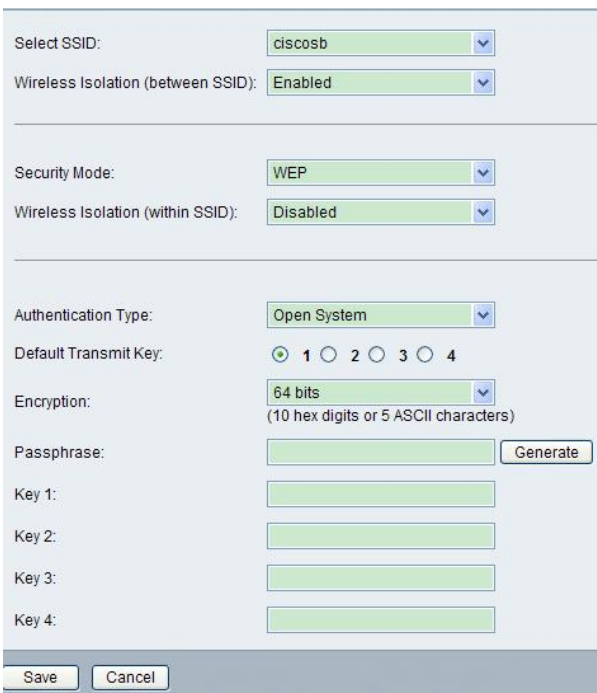 Select SSID: ciscosb
Wireless Isolation (between SSID): Enabled
Security Mode: WEP
Wireless Isolation (within SSID): Disabled
Authentication Type: Open System
Default Transmit Key: 1 2 3 4
Encryption: 64 bits
(10 hex digits or 5 ASCII characters)
Passphrase: Generate
Key 1:
Key 2:
Key 3:
Key 4:
Save Cancel